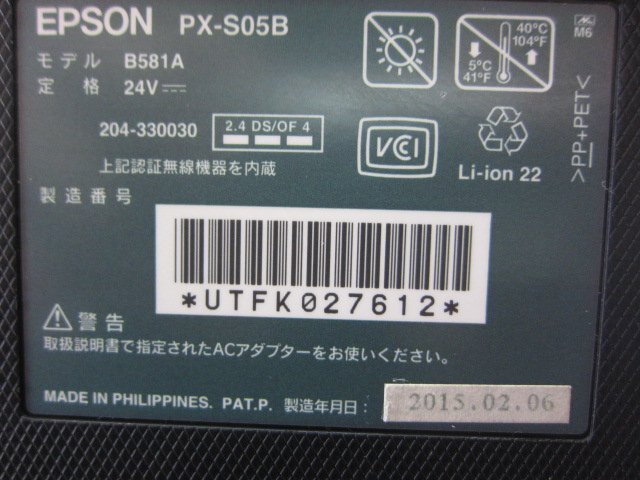 EPSON PX-S05B
モデル B581A
定 格 24V⎓
204-330030 2.4 DS/OF 4
上記認証無線機器を内蔵
製造番号
*UTFK027612*
40°C
104°F
5°C
41°F
M6
VCCI
Li-ion 22
>PP+PET<
警告
取扱説明書で指定されたACアダプターをお使いください。
MADE IN PHILIPPINES. PAT.P. 製造年月日: 2015.02.06